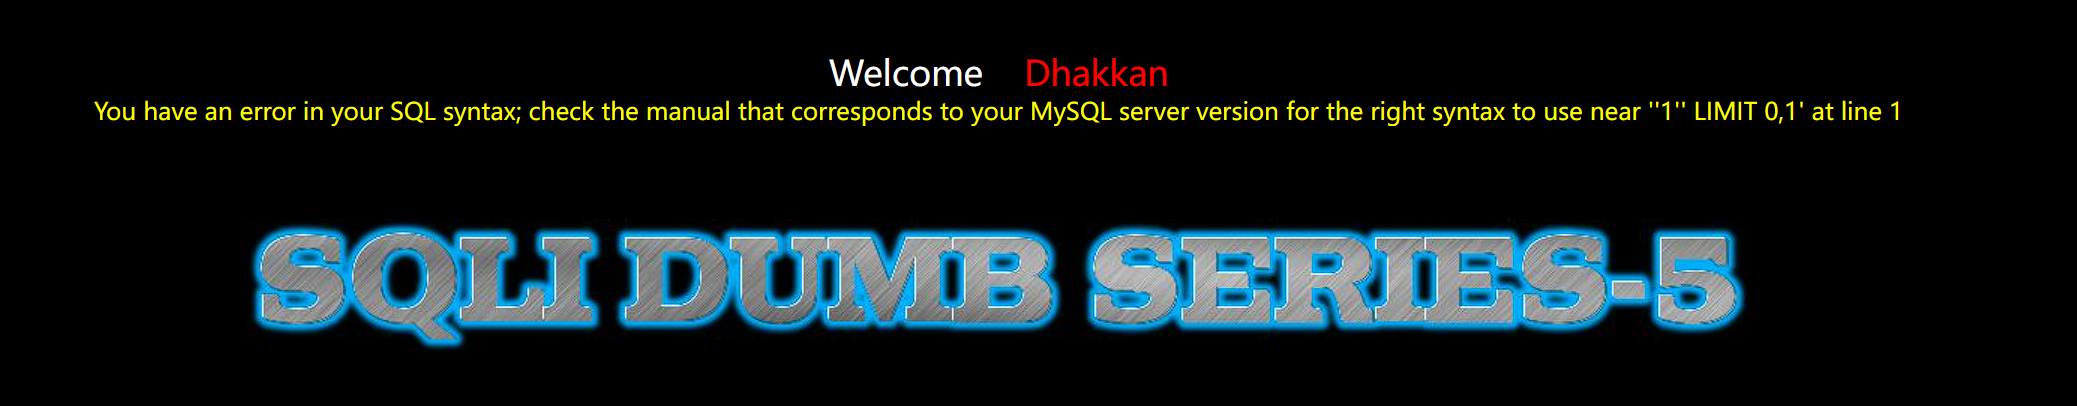 Welcome Dhakkan
You have an error in your SQL syntax; check the manual that corresponds to your MySQL server version for the right syntax to use near ''1'' LIMIT 0,1' at line 1
SQLI DUMB SERIES-5